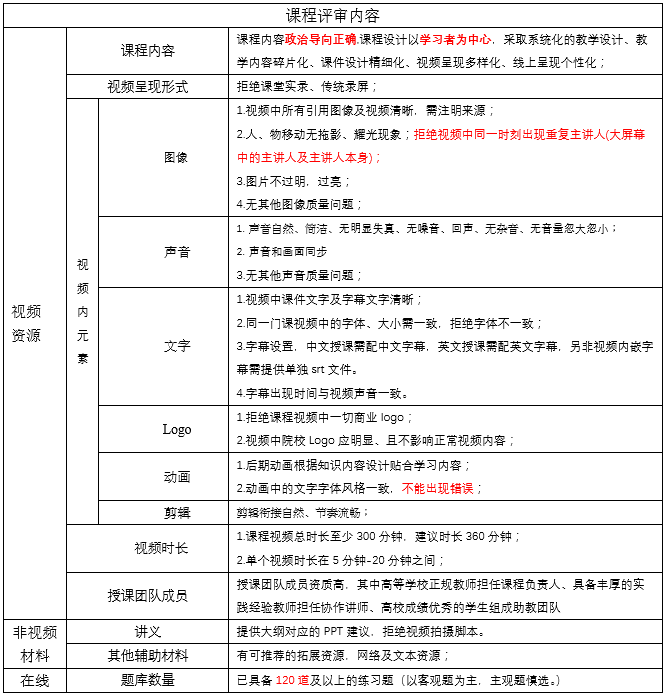 课程评审内容
视频
资源
课程内容
课程内容政治导向正确,课程设计以学习者为中心，采取系统化的教学设计、教
学内容碎片化、课件设计精细化、视频呈现多样化、线上呈现个性化；
视频呈现形式
拒绝课堂实录、传统录屏；
视
频
内
元
素
图像
1.视频中所有引用图像及视频清晰，需注明来源；
2.人、物移动无拖影、耀光现象；拒绝视频中同一时刻出现重复主讲人(大屏幕
中的主讲人及主讲人本身)；
3.图片不过明，过亮；
4.无其他图像质量问题；
声音
1. 声音自然、简洁、无明显失真、无噪音、回声、无杂音、无音量忽大忽小；
2. 声音和画面同步
3.无其他声音质量问题；
文字
1.视频中课件文字及字幕文字清晰；
2.同一门课视频中的字体、大小需一致，拒绝字体不一致；
3.字幕设置，中文授课需配中文字幕，英文授课需配英文字幕，另非视频内嵌字
幕需提供单独 srt 文件。
4.字幕出现时间与视频声音一致。
Logo
1.拒绝课程视频中一切商业 logo；
2.视频中院校 Logo 应明显、且不影响正常视频内容；
动画
1.后期动画根据知识内容设计贴合学习内容；
2.动画中的文字字体风格一致，不能出现错误；
剪辑
剪辑衔接自然、节奏流畅；
视频时长
1.课程视频总时长至少 300 分钟，建议时长 360 分钟；
2.单个视频时长在 5 分钟-20 分钟之间；
授课团队成员
授课团队成员资质高，其中高等学校正规教师担任课程负责人、具备丰厚的实
践经验教师担任协作讲师、高校成绩优秀的学生组成助教团队
非视频
材料
讲义
提供大纲对应的 PPT 建议，拒绝视频拍摄脚本。
其他辅助材料
有可推荐的拓展资源，网络及文本资源；
在线
题库数量
已具备 120 道及以上的练习题（以客观题为主，主观题慎选。）